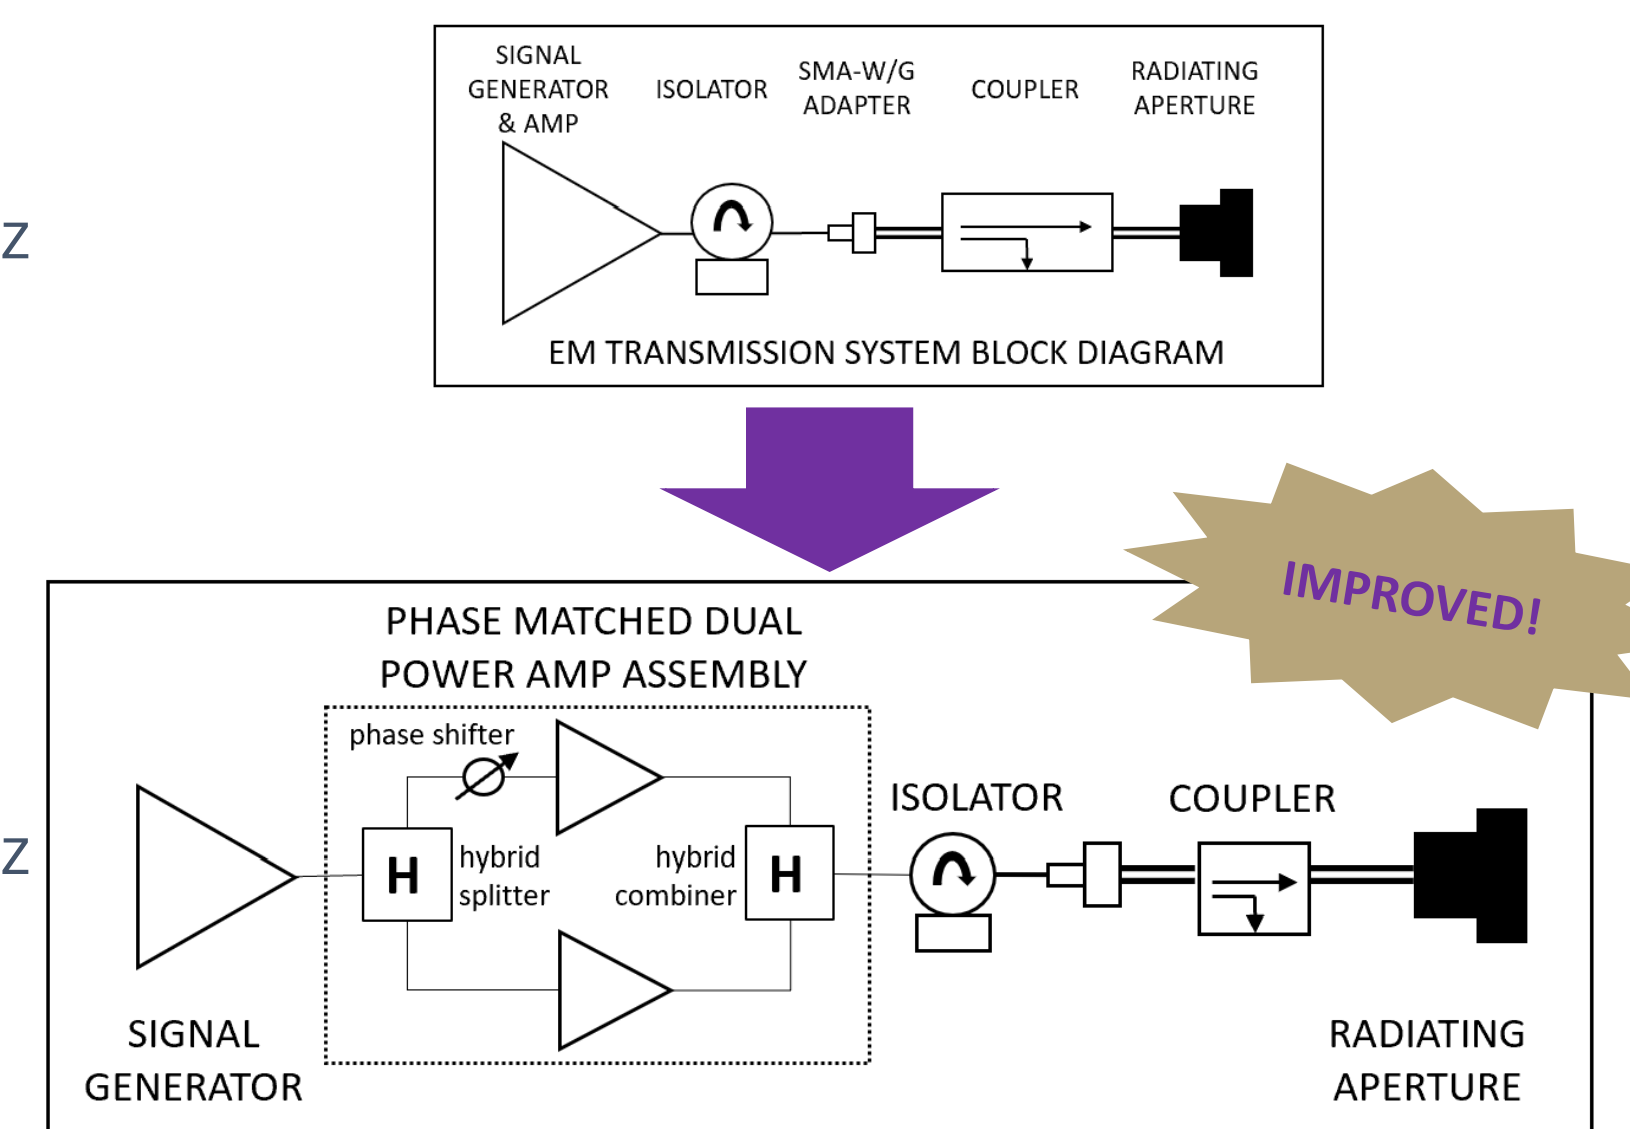 SIGNAL
GENERATOR
& AMP
ISOLATOR
SMA-W/G
ADAPTER
COUPLER
RADIATING
APERTURE
Z
EM TRANSMISSION SYSTEM BLOCK DIAGRAM
IMPROVED!
PHASE MATCHED DUAL
POWER AMP ASSEMBLY
phase shifter
ISOLATOR
COUPLER
Z
H
hybrid
splitter
hybrid
combiner
H
SIGNAL
GENERATOR
RADIATING
APERTURE